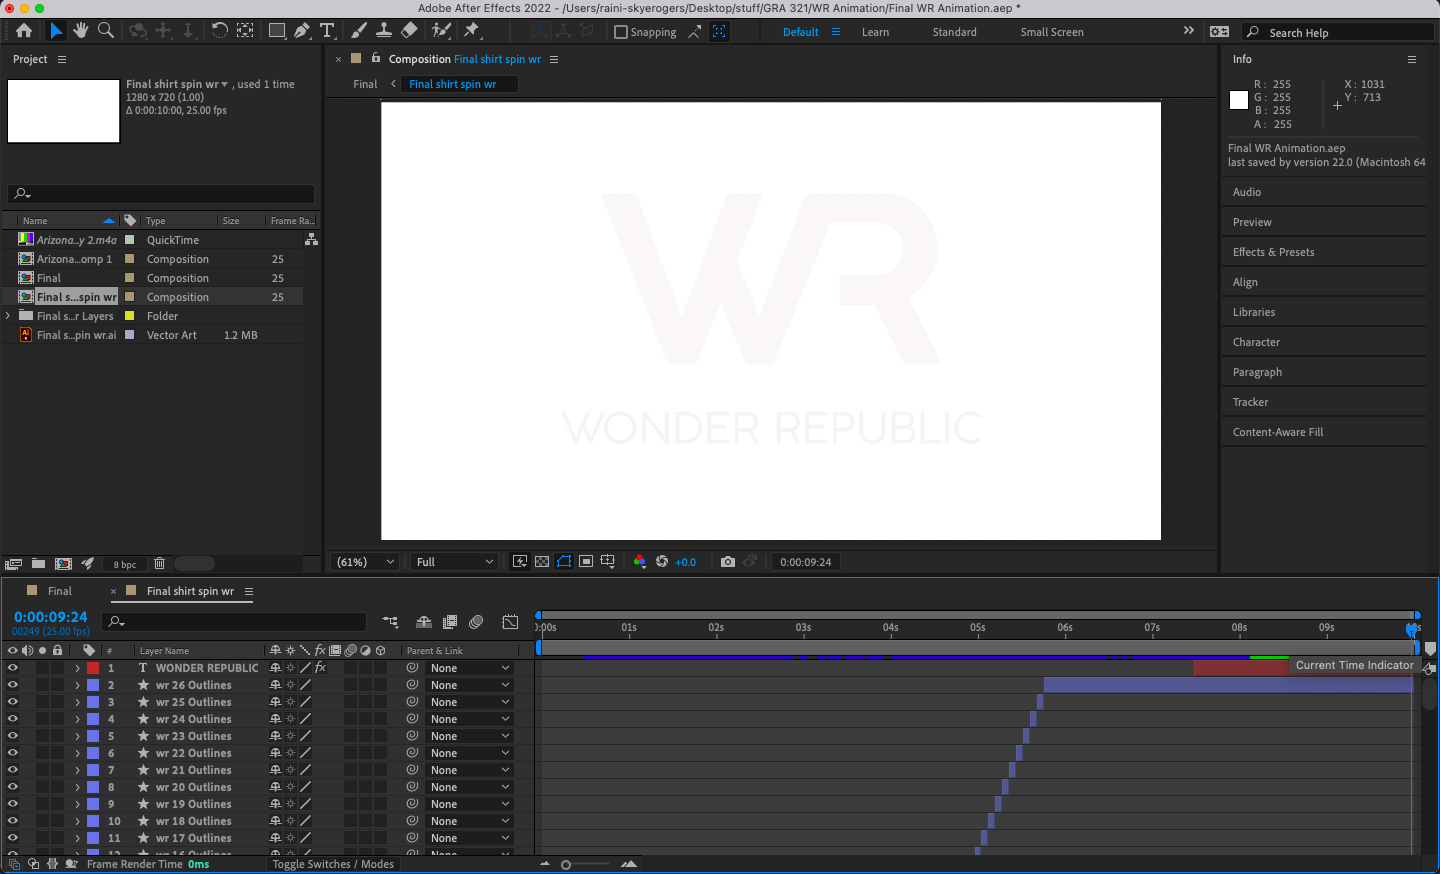 Adobe After Effects 2022 - /Users/raini-skyerogers/Desktop/stuff/GRA 321/WR Animation/Final WR Animation.aep *
T Snapping Default Learn Standard Small Screen >> Search Help
Project
Final shirt spin wr , used 1 time
1280 x 720 (1.00)
Δ 0:00:10:00, 25.00 fps
Name Type Size Frame Ra...
Arizona...y 2.m4a QuickTime
Arizona...omp 1 Composition 25
Final Composition 25
Final s...spin wr Composition 25
Final s...r Layers Folder
Final s...pin wr.ai Vector Art 1.2 MB
8 bpc
× Composition Final shirt spin wr
Final < Final shirt spin wr
WR
WONDER REPUBLIC
(61%) Full +0.0 0:00:09:24
Info
R : 255 X : 1031
G : 255 Y : 713
B : 255
A : 255
Final WR Animation.aep
last saved by version 22.0 (Macintosh 64
Audio
Preview
Effects & Presets
Align
Libraries
Character
Paragraph
Tracker
Content-Aware Fill
Final × Final shirt spin wr
0:00:09:24
00249 (25.00 fps)
:00s 01s 02s 03s 04s 05s 06s 07s 08s 09s
# Layer Name fx Parent & Link
1 T WONDER REPUBLIC fx None
Current Time Indicator
2 wr 26 Outlines None
3 wr 25 Outlines None
4 wr 24 Outlines None
5 wr 23 Outlines None
6 wr 22 Outlines None
7 wr 21 Outlines None
8 wr 20 Outlines None
9 wr 19 Outlines None
10 wr 18 Outlines None
11 wr 17 Outlines None
12 wr 16 Outlines None
Frame Render Time 0ms Toggle Switches / Modes